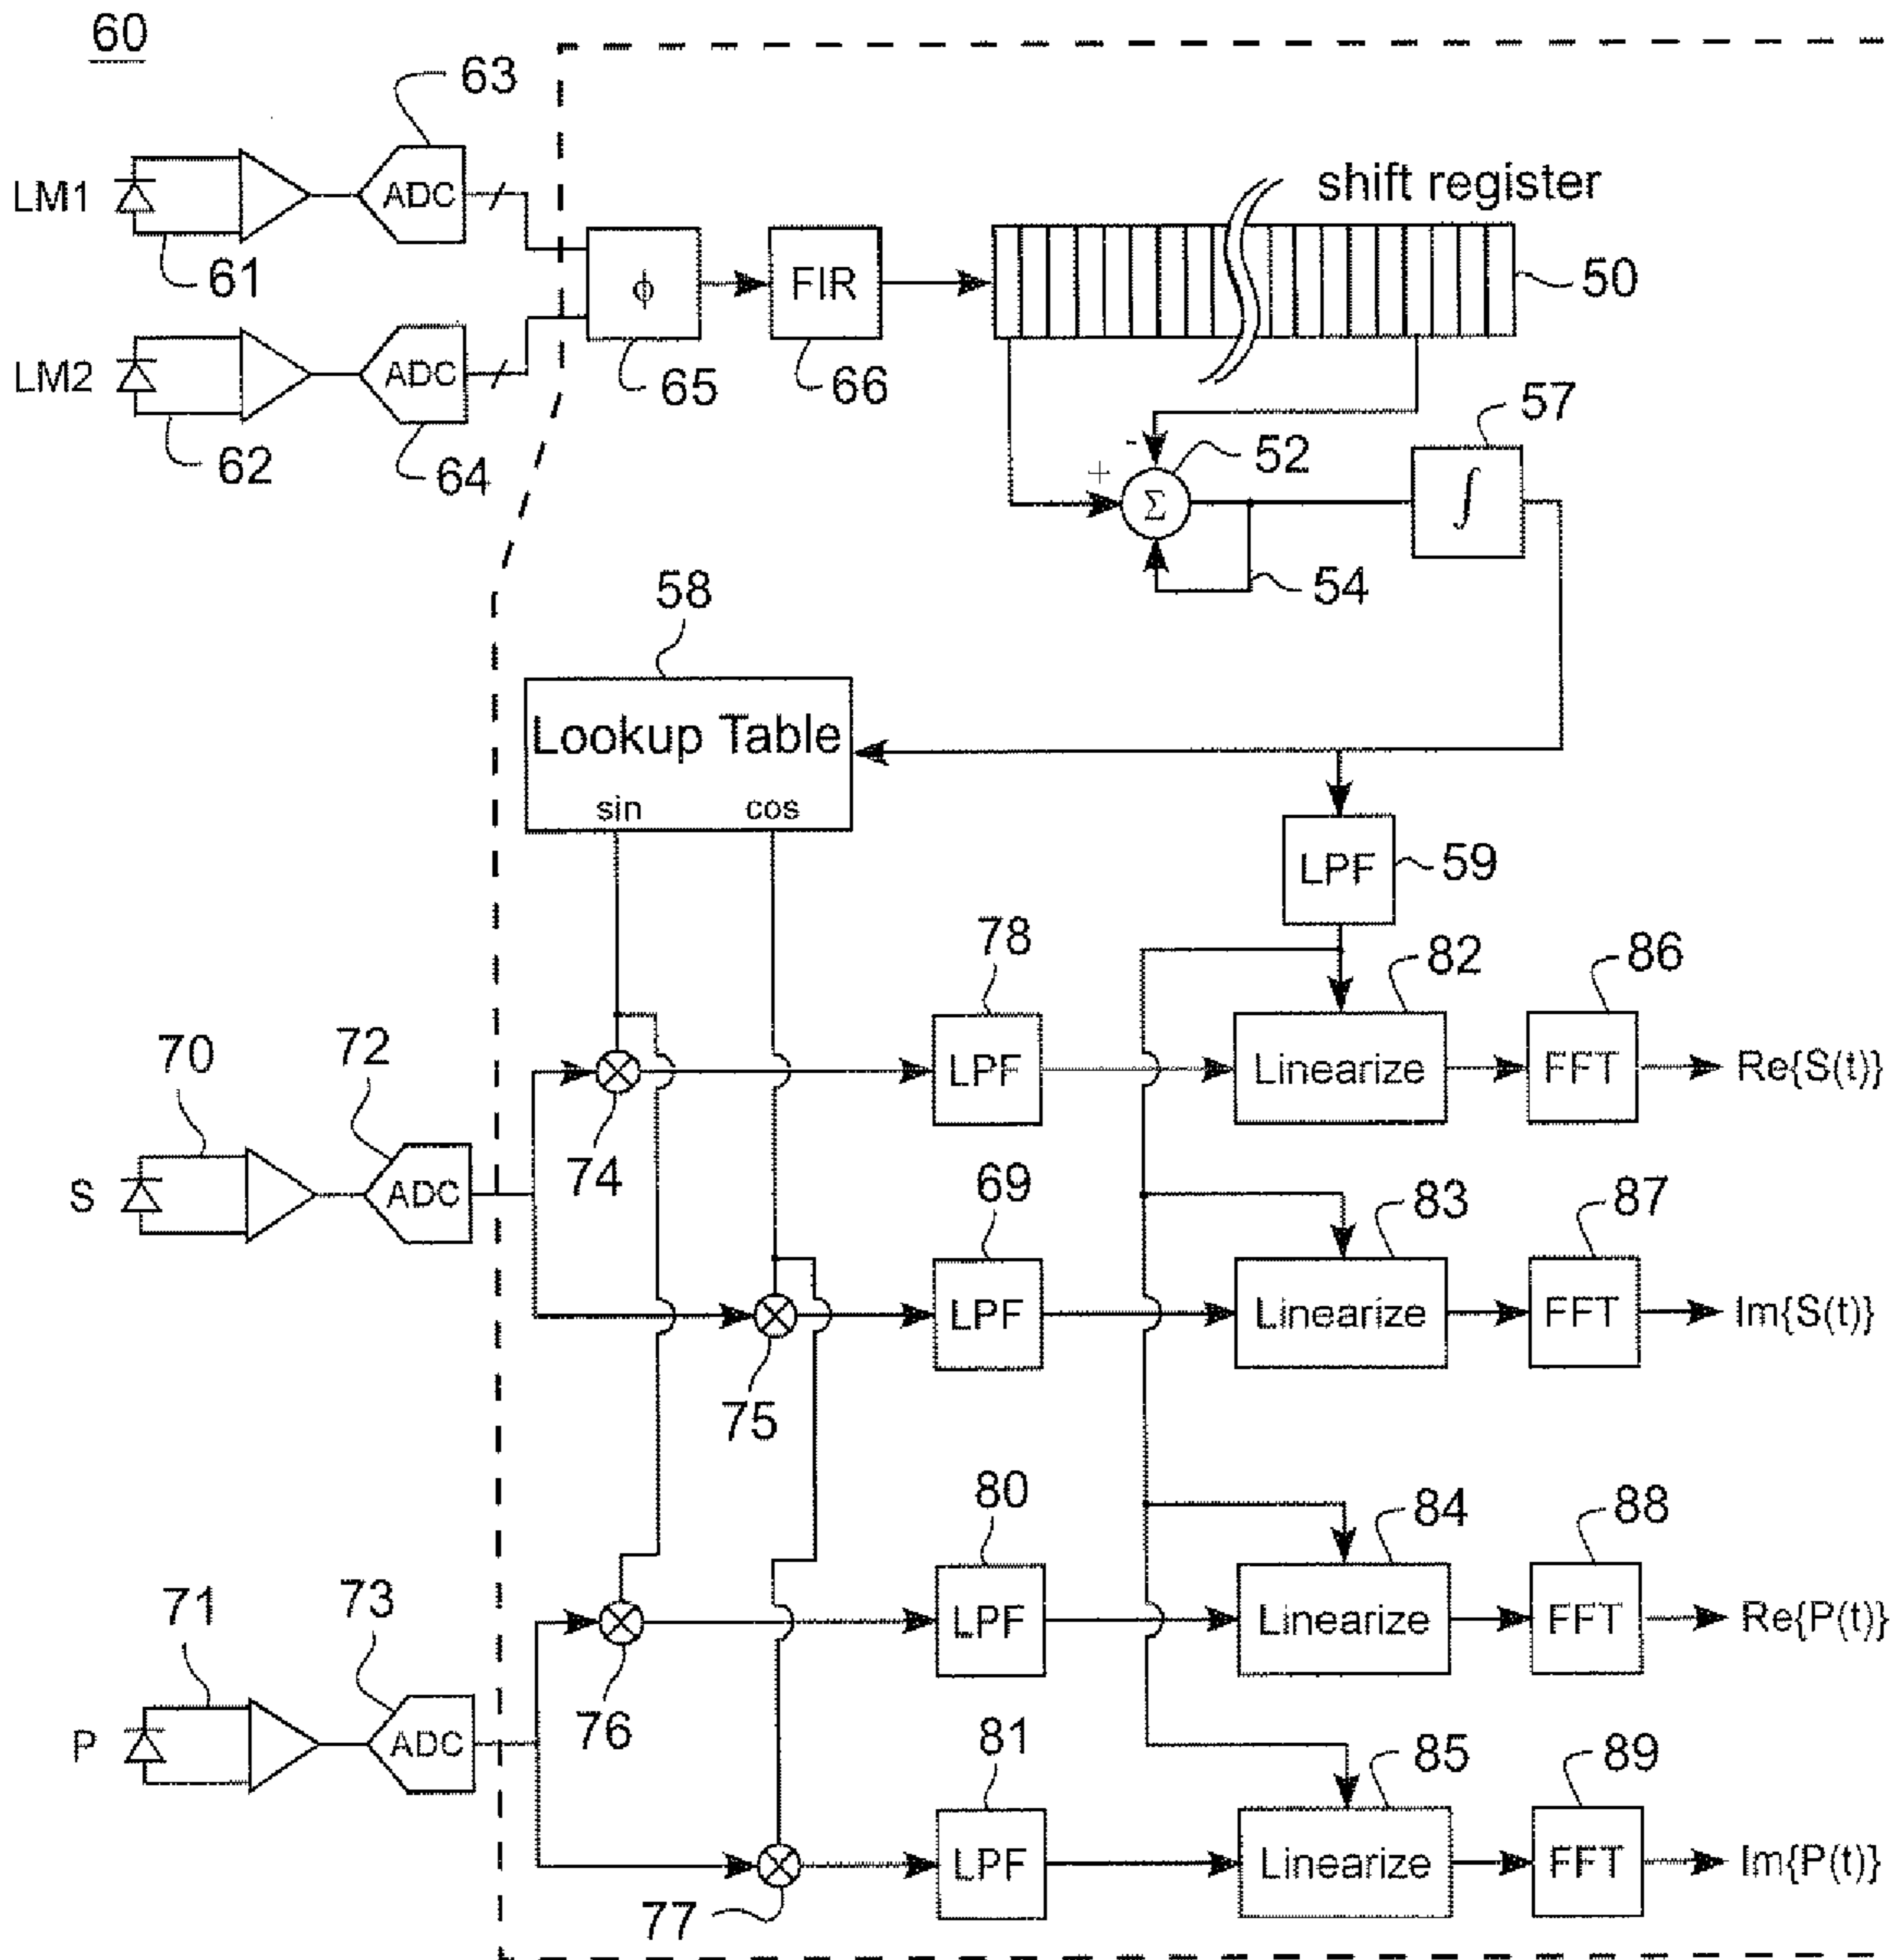 60
63
LM1
ADC
61
shift register
50
ϕ
FIR
65
66
LM2
ADC
62
64
57
-
52
+
Σ
∫
54
58
Lookup Table
sin cos
LPF
59
78
82
86
70
72
LPF
Linearize
FFT
Re{S(t)}
74
S
ADC
69
83
87
LPF
Linearize
FFT
Im{S(t)}
75
80
84
88
71
73
LPF
Linearize
FFT
Re{P(t)}
76
P
ADC
81
85
89
LPF
Linearize
FFT
Im{P(t)}
77